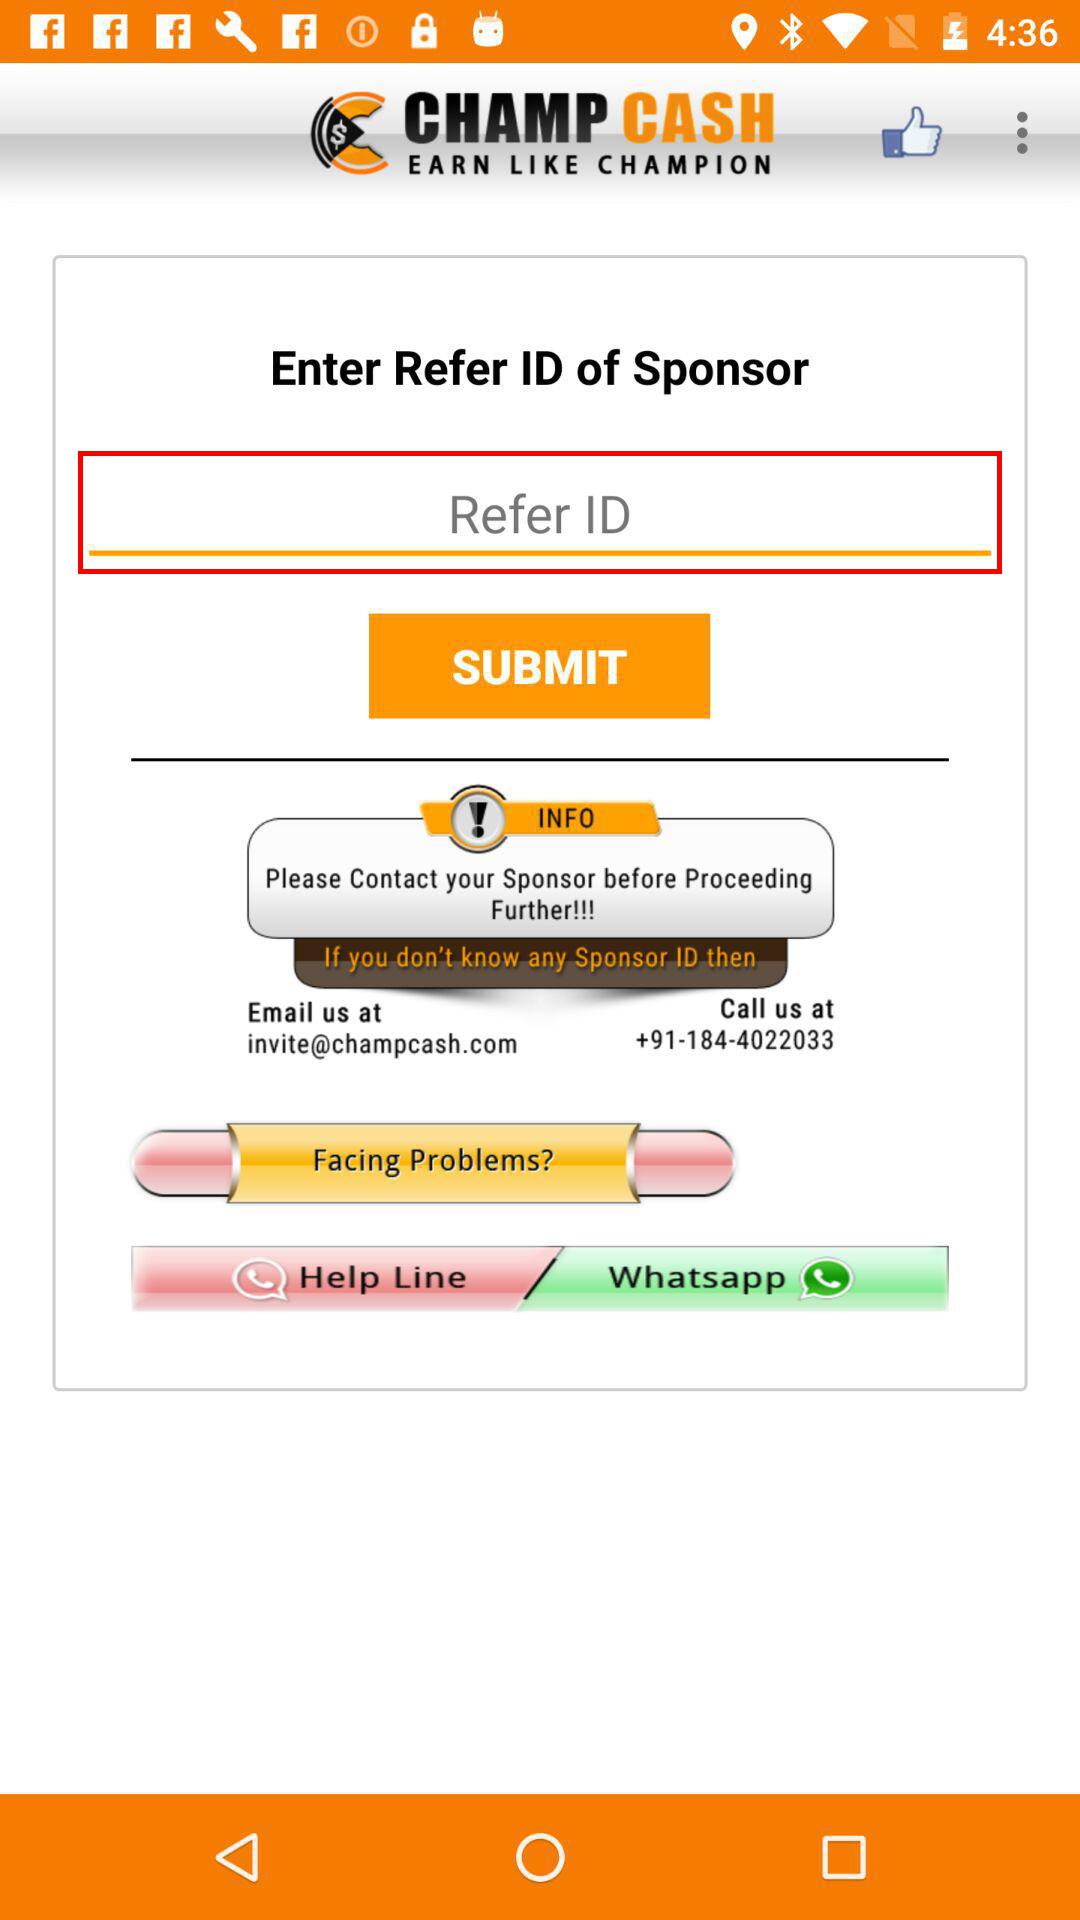 4:36
CHAMP CASH
EARN LIKE CHAMPION
Enter Refer ID of Sponsor
Refer ID
SUBMIT
INFO
Please Contact your Sponsor before Proceeding
Further!!!
If you don't know any Sponsor ID then
Email us at
invite@champcash.com
Call us at
+91-184-4022033
Facing Problems?
Help Line
Whatsapp